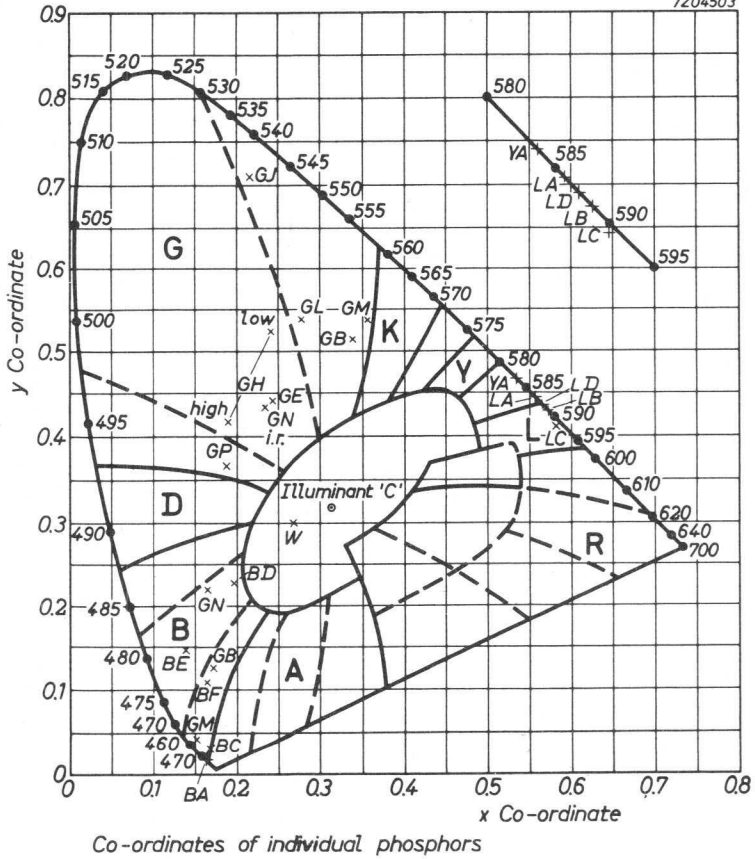 7204503
0.9
520
525
515
530
0.8
580
535
540
510
YA
585
545
GJ
LA
0.7
550
LD
590
505
LB
555
LC
G
560
595
0.6
565
y Co-ordinate
GL–GM
570
500
low
K
GB
575
0.5
580
Y
GH
GE
YA
585
LD
495
high
GN
LA
LB
590
0.4
i.r.
L
LC
595
GP
600
Illuminant 'C'
610
D
0.3
W
620
490
R
640
700
BD
GN
0.2
485
B
BE
GB
480
A
0.1
BF
475
470
GM
460
BC
470
0
BA
0
0.1
0.2
0.3
0.4
0.5
0.6
0.7
0.8
x Co-ordinate
Co-ordinates of individual phosphors